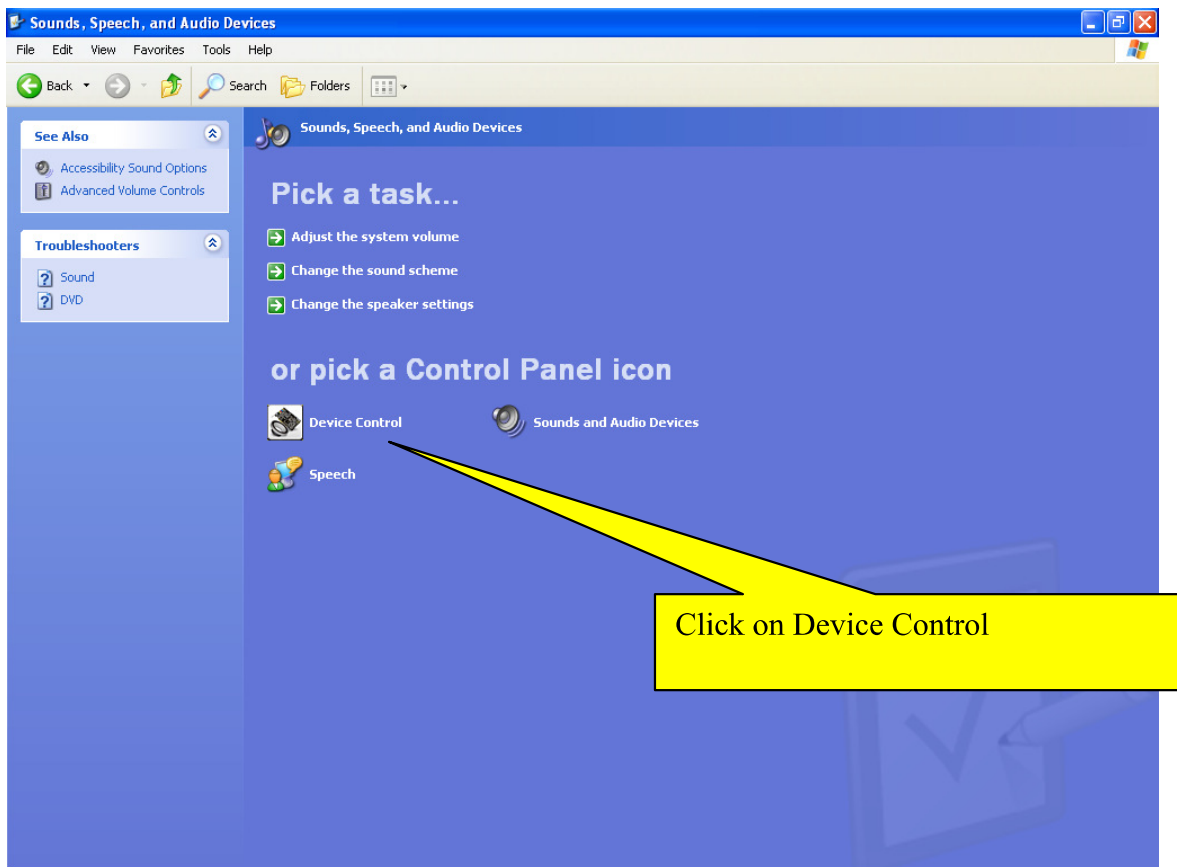 Sounds, Speech, and Audio Devices
File Edit View Favorites Tools Help
Back Search Folders
See Also
Accessibility Sound Options
Advanced Volume Controls
Troubleshooters
Sound
DVD
Sounds, Speech, and Audio Devices
Pick a task...
Adjust the system volume
Change the sound scheme
Change the speaker settings
or pick a Control Panel icon
Device Control Sounds and Audio Devices
Speech
Click on Device Control